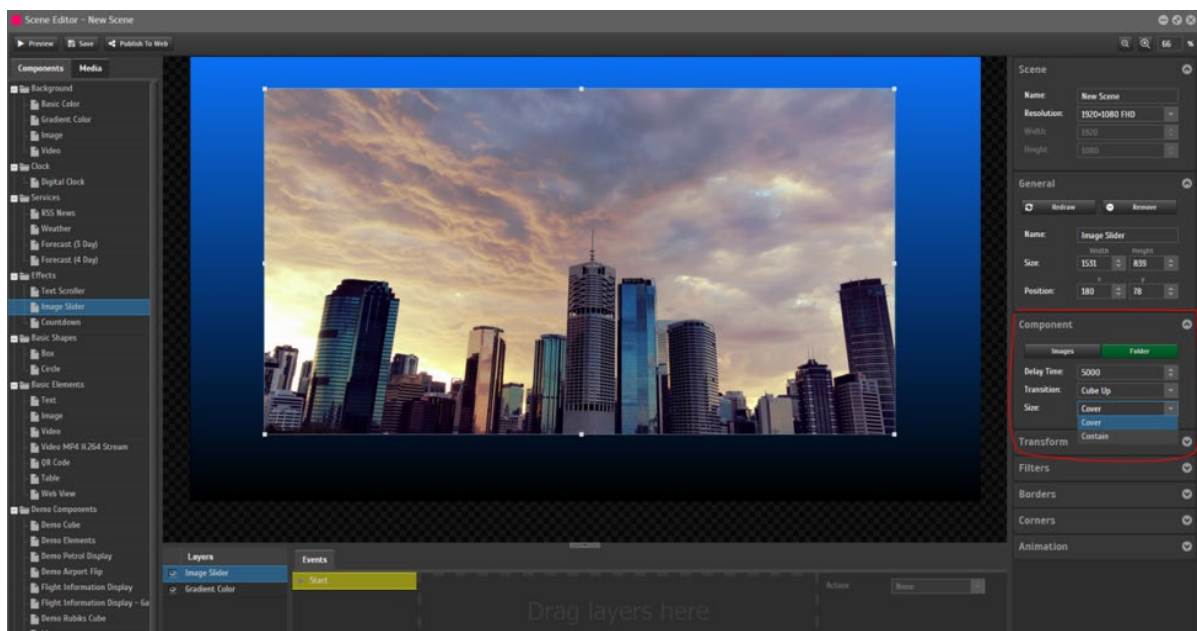 Scene Editor - New Scene
Preview Save Publish To Web
66 %
Components Media
Background
Basic Color
Gradient Color
Image
Video
Clock
Digital Clock
Services
RSS News
Weather
Forecast (3 Day)
Forecast (4 Day)
Effects
Text Scroller
Image Slider
Countdown
Basic Shapes
Box
Circle
Basic Elements
Text
Image
Video
Video MP4 H.264 Stream
QR Code
Table
Web View
Demo Components
Demo Cube
Demo Elements
Demo Petrol Display
Demo Airport Flip
Flight Information Display
Flight Information Display - Ga
Demo Rubiks Cube
Layers
Image Slider
Gradient Color
Events
Start
Drag layers here
Action: None
Scene
Name: New Scene
Resolution: 1920×1080 FHD
Width: 1920
Height: 1080
General
Redraw Remove
Name: Image Slider
Width Height
Size: 1531 839
x y
Position: 180 78
Component
Images Folder
Delay Time: 5000
Transition: Cube Up
Size: Cover
Cover
Contain
Transform
Filters
Borders
Corners
Animation